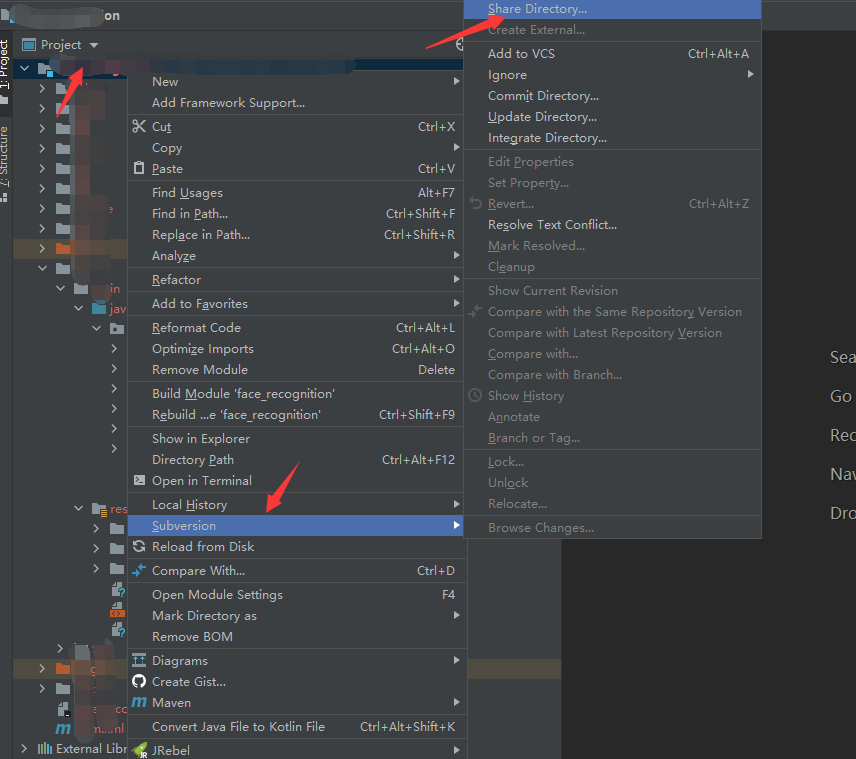 on
Project
1: Project
7: Structure
in
jav
res
External Libr
New
Add Framework Support...
Cut Ctrl+X
Copy
Paste Ctrl+V
Find Usages Alt+F7
Find in Path... Ctrl+Shift+F
Replace in Path... Ctrl+Shift+R
Analyze
Refactor
Add to Favorites
Reformat Code Ctrl+Alt+L
Optimize Imports Ctrl+Alt+O
Remove Module Delete
Build Module 'face_recognition'
Rebuild ...e 'face_recognition' Ctrl+Shift+F9
Show in Explorer
Directory Path Ctrl+Alt+F12
Open in Terminal
Local History
Subversion
Reload from Disk
Compare With... Ctrl+D
Open Module Settings F4
Mark Directory as
Remove BOM
Diagrams
Create Gist...
Maven
Convert Java File to Kotlin File Ctrl+Alt+Shift+K
JRebel
Share Directory...
Create External...
Add to VCS Ctrl+Alt+A
Ignore
Commit Directory...
Update Directory...
Integrate Directory...
Edit Properties
Set Property...
Revert... Ctrl+Alt+Z
Resolve Text Conflict...
Mark Resolved...
Cleanup
Show Current Revision
Compare with the Same Repository Version
Compare with Latest Repository Version
Compare with...
Compare with Branch...
Show History
Annotate
Branch or Tag...
Lock...
Unlock
Relocate...
Browse Changes...
Sea
Go
Rec
Nav
Dro